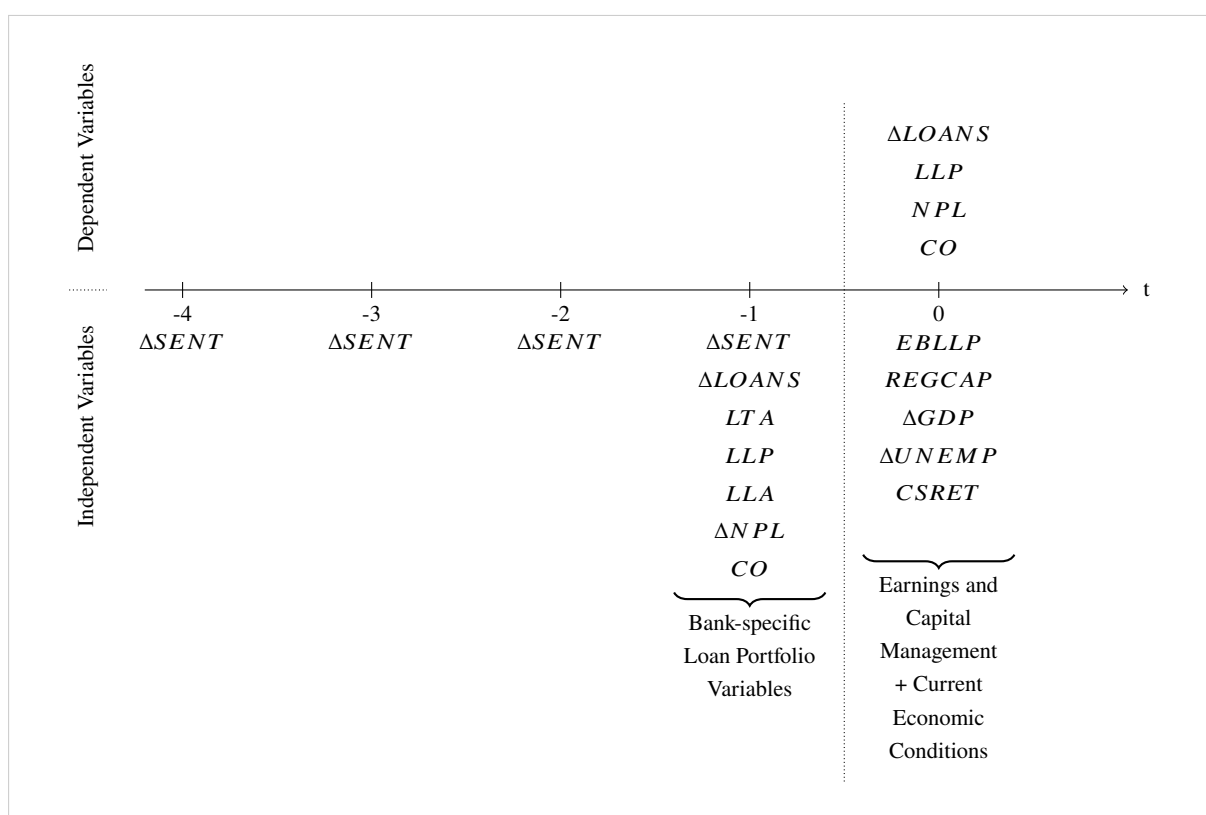 Dependent Variables
ΔLOANS
LLP
NPL
CO
t
-4 -3 -2 -1 0
Independent Variables
ΔSENT ΔSENT ΔSENT ΔSENT EBLLP
ΔLOANS REGCAP
LTA ΔGDP
LLP ΔUNEMP
LLA CSRET
ΔNPL
CO
Bank-specific
Loan Portfolio
Variables
Earnings and
Capital
Management
+ Current
Economic
Conditions